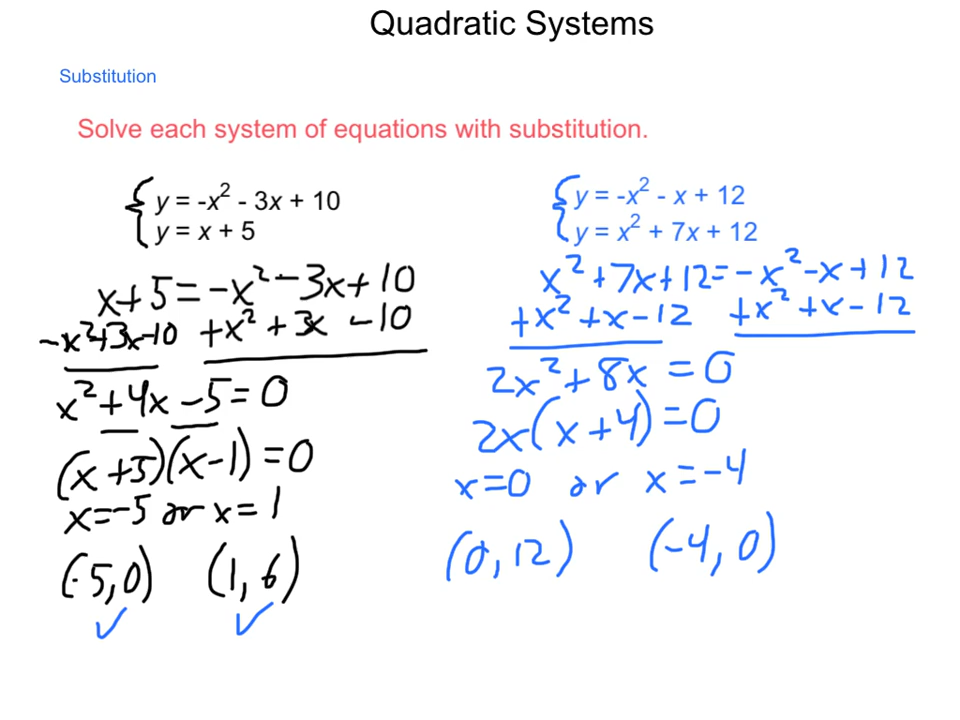 Quadratic Systems
Substitution
Solve each system of equations with substitution.
y = -x² - 3x + 10
y = x + 5
x+5=-x²-3x+10
-x²+3x-10 +x²+3x -10
x²+4x-5=0
(x+5)(x-1)=0
x=-5 or x=1
(-5,0) (1,6)
✓ ✓
y = -x² - x + 12
y = x² + 7x + 12
x²+7x+12=-x²-x+12
+x²+x-12 +x²+x-12
2x²+8x=0
2x(x+4)=0
x=0 or x=-4
(0,12) (-4,0)